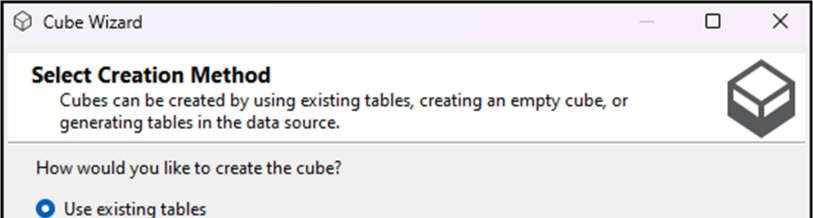 Cube Wizard
Select Creation Method
Cubes can be created by using existing tables, creating an empty cube, or
generating tables in the data source.
How would you like to create the cube?
Use existing tables